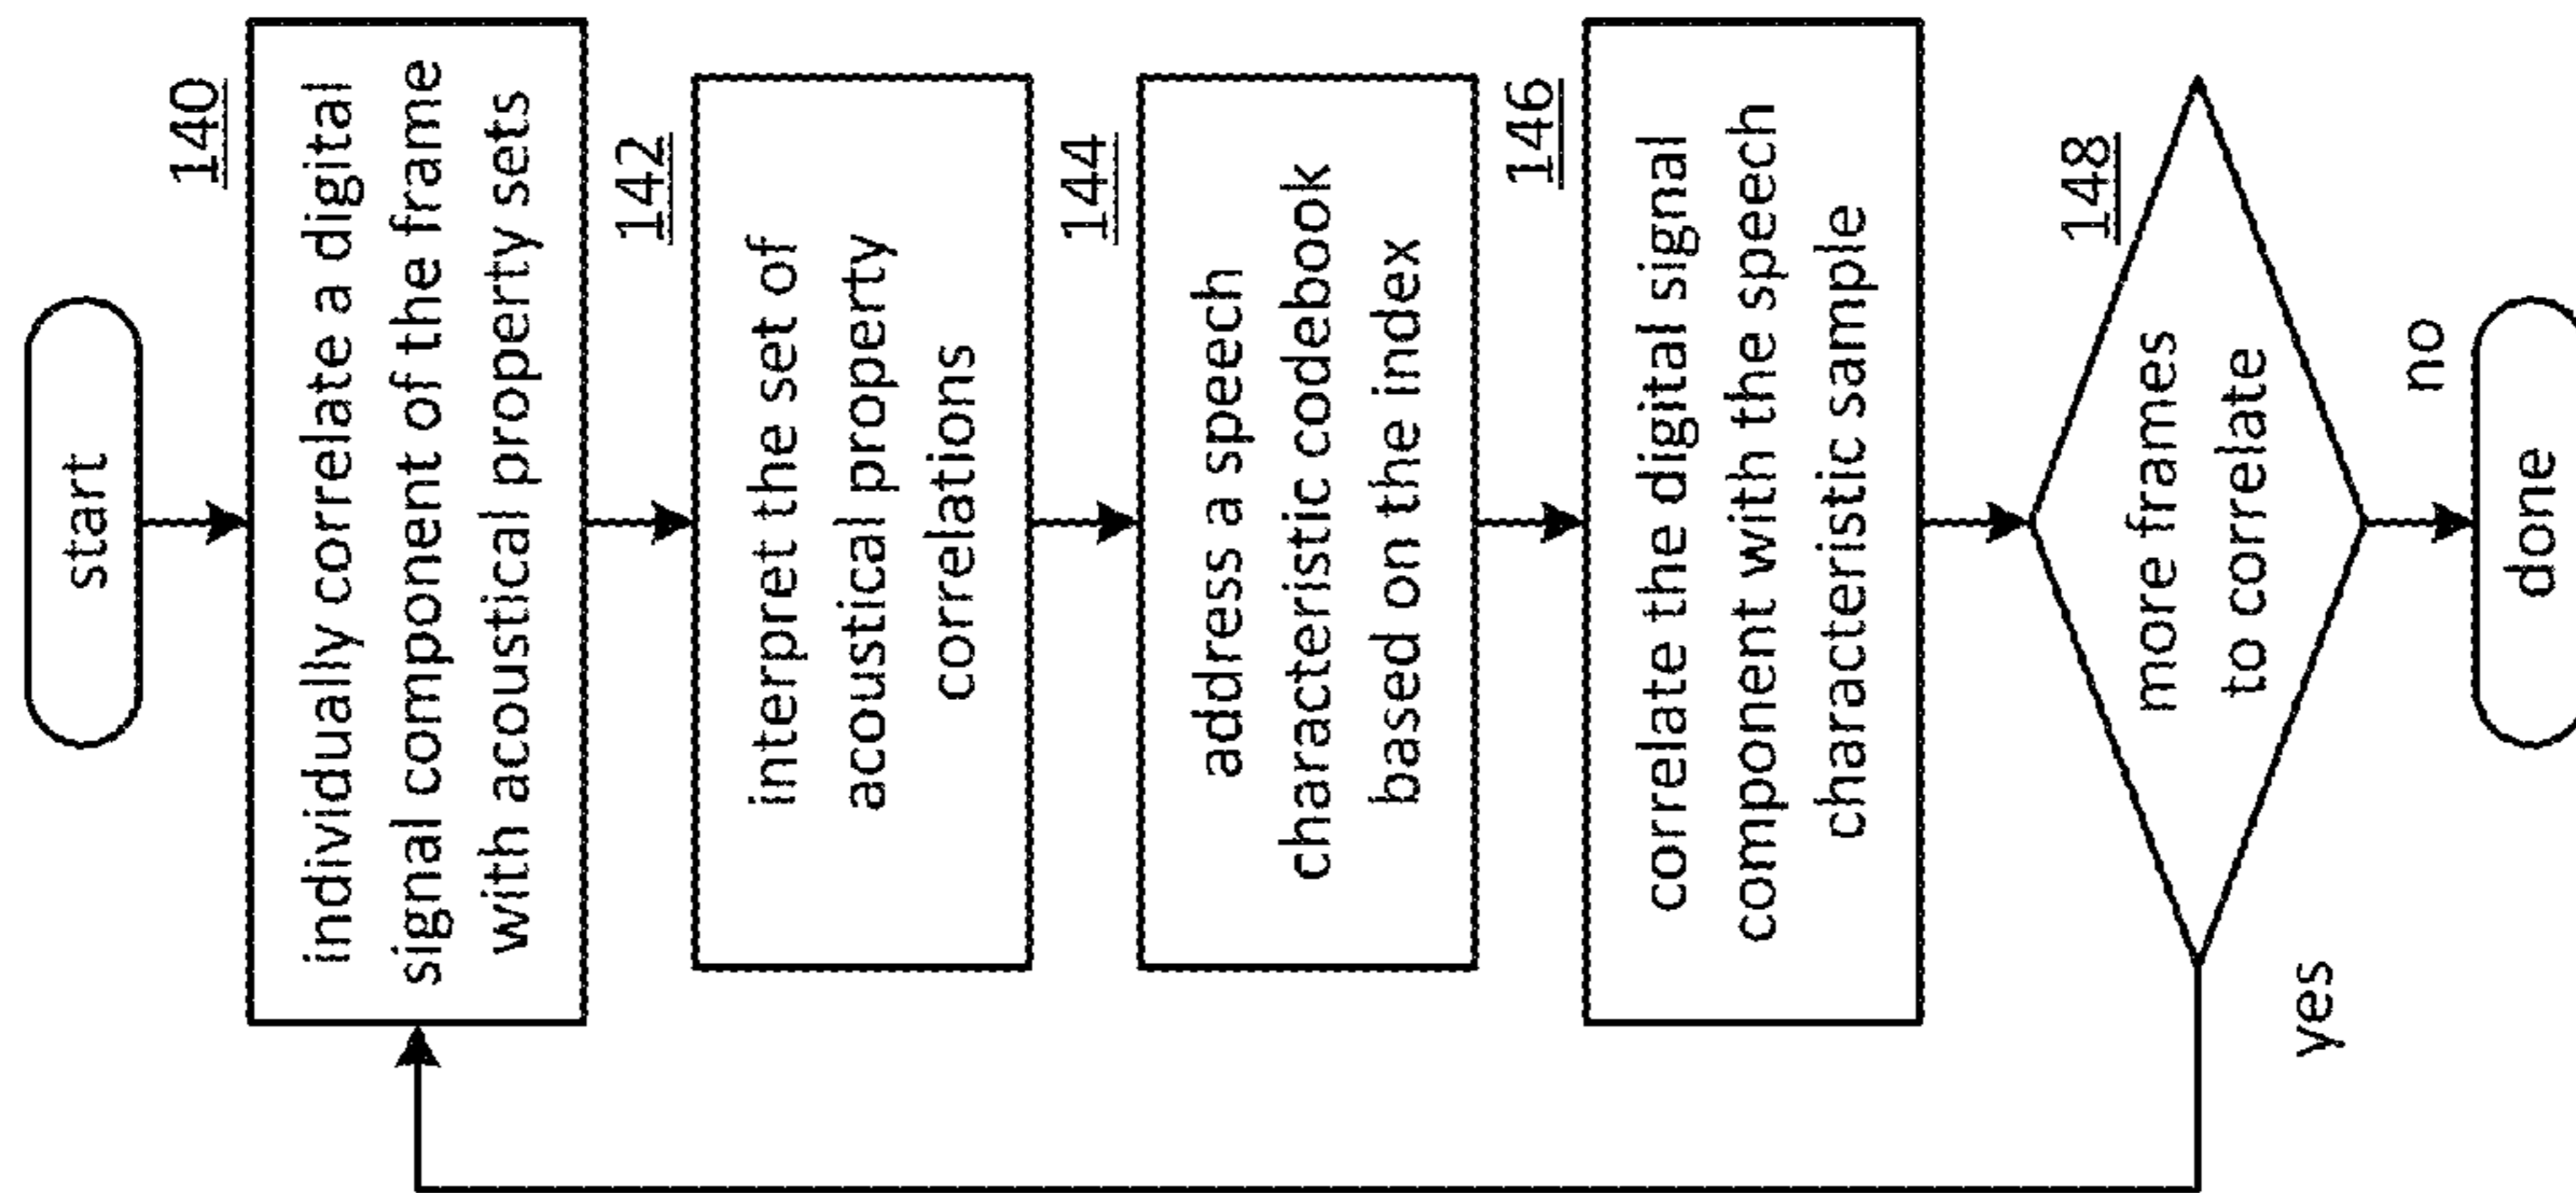 start
140
individually correlate a digital
signal component of the frame
with acoustical property sets
142
interpret the set of
acoustical property
correlations
144
address a speech
characteristic codebook
based on the index
146
correlate the digital signal
component with the speech
characteristic sample
148
more frames
to correlate
yes
no
done